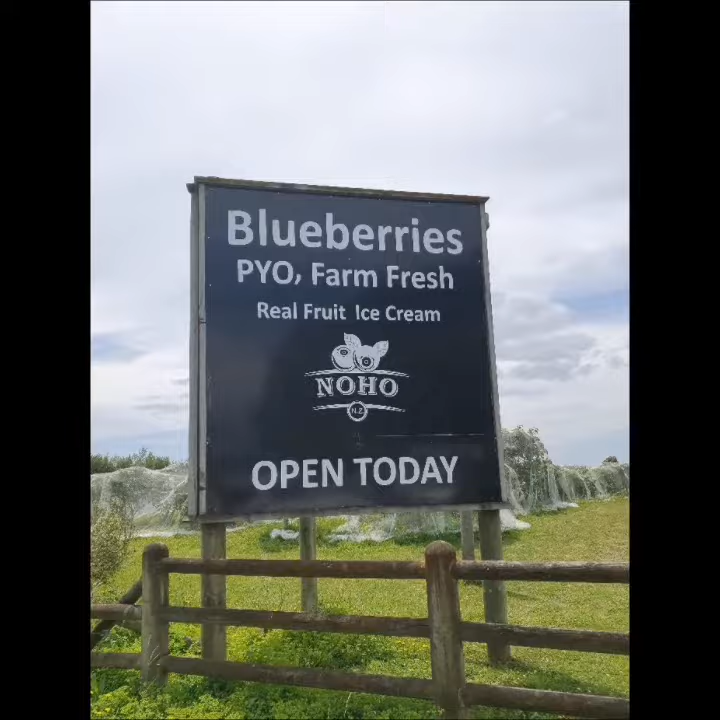 Blueberries
PYO, Farm Fresh
Real Fruit Ice Cream
NOHO
N.Z
OPEN TODAY